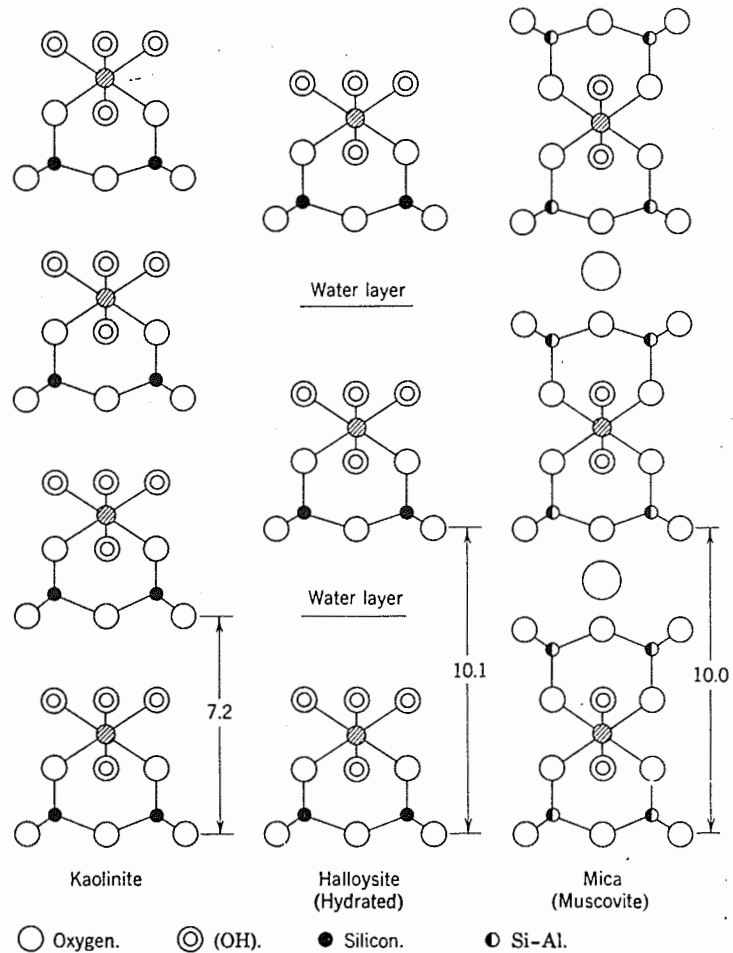 Water layer
Water layer
7.2
10.1
10.0
Kaolinite
Halloysite
(Hydrated)
Mica
(Muscovite)
Oxygen.
(OH).
Silicon.
Si–Al.